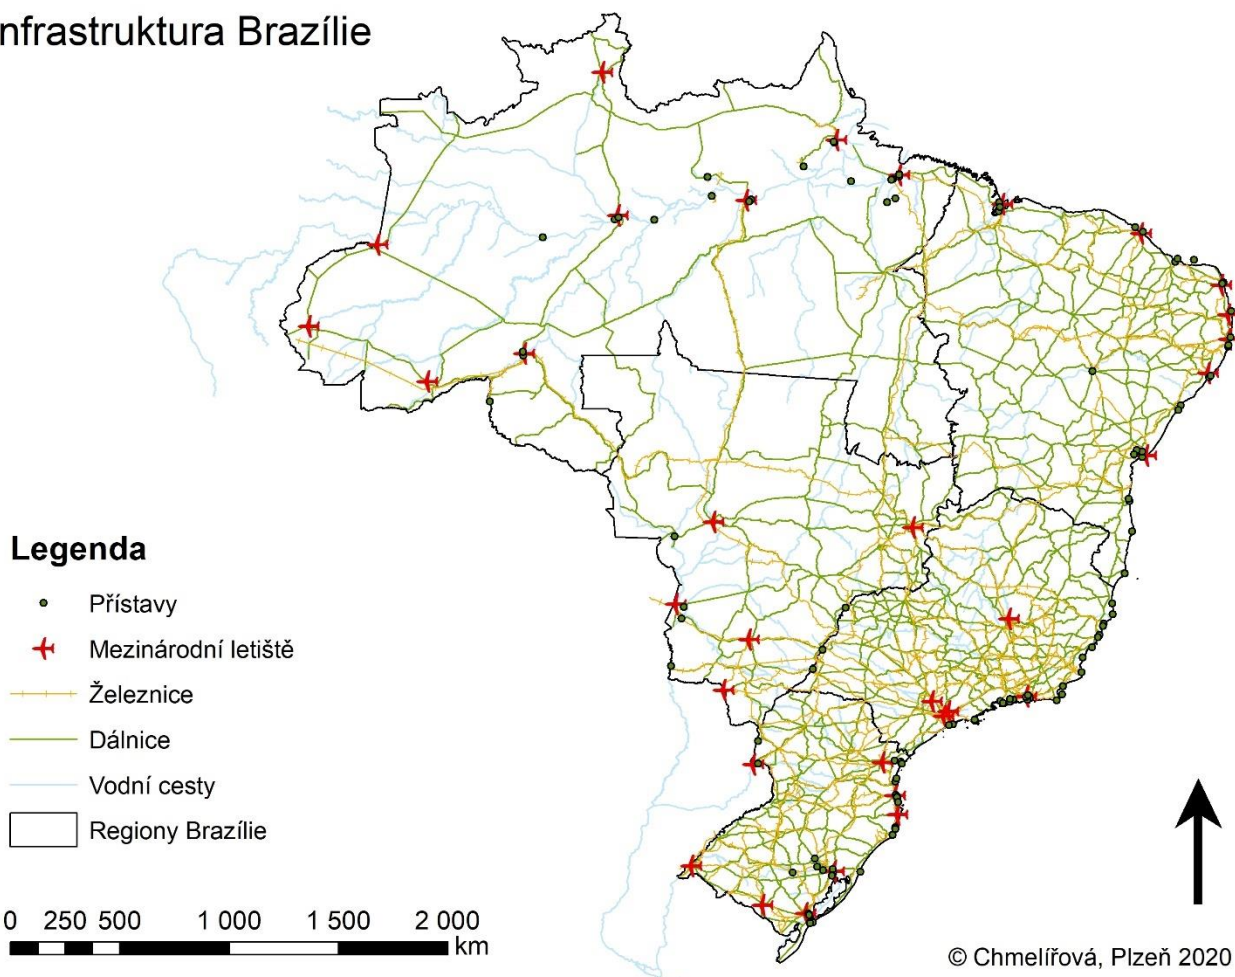 nfrastruktura Brazílie
Legenda
Přístavy
Mezinárodní letiště
Železnice
Dálnice
Vodní cesty
Regiony Brazílie
0 250 500 1 000 1 500 2 000
km
© Chmelířová, Plzeň 2020